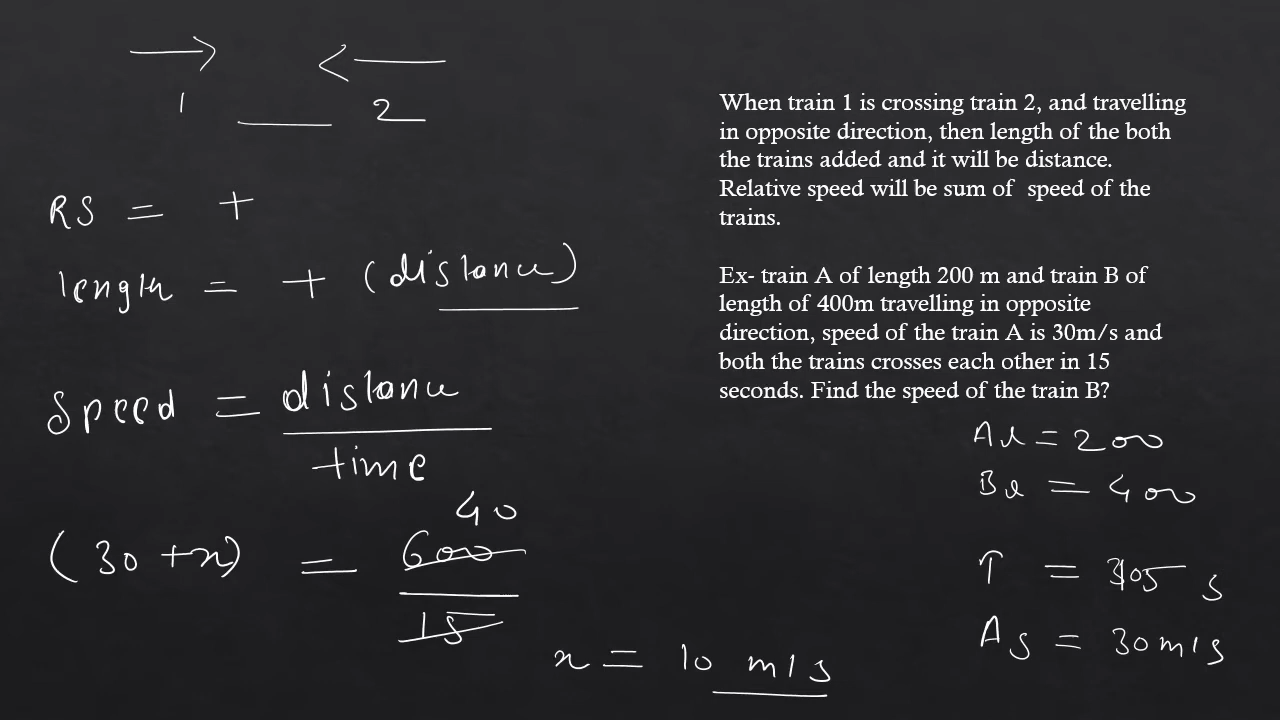 1 2
When train 1 is crossing train 2, and travelling
in opposite direction, then length of the both
the trains added and it will be distance.
Relative speed will be sum of speed of the
trains.
RS = +
length = + (distance)
Ex- train A of length 200 m and train B of
length of 400m travelling in opposite
direction, speed of the train A is 30m/s and
both the trains crosses each other in 15
seconds. Find the speed of the train B?
Speed = distance
time
(30 + x) = 600
40
15
x = 10 m/s
Al = 200
Bl = 400
T = s
As = 30m/s